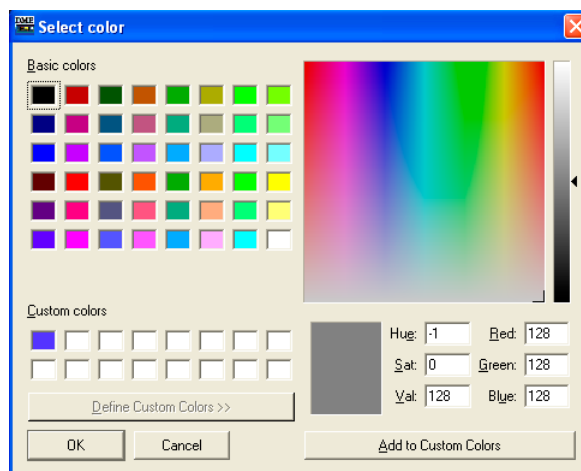 DME
Select color
Basic colors
Custom colors
Define Custom Colors >>
OK
Cancel
Hue: -1
Red: 128
Sat: 0
Green: 128
Val: 128
Blue: 128
Add to Custom Colors